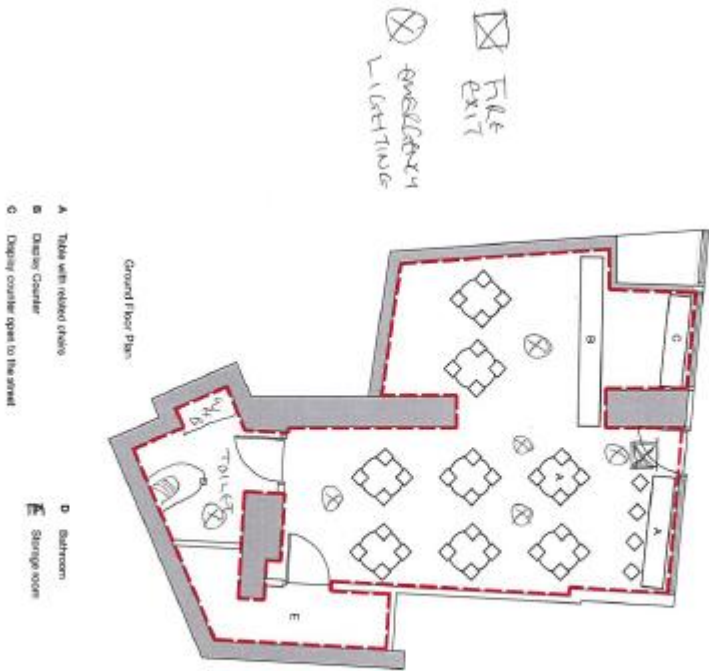 FIRE
EXIT
EMERGENCY
LIGHTING
Ground Floor Plan
A Table with related chairs
B Display Counter
C Display counter open to the street
D Bathroom
Storage room
C
B
A
A
TOILET
E